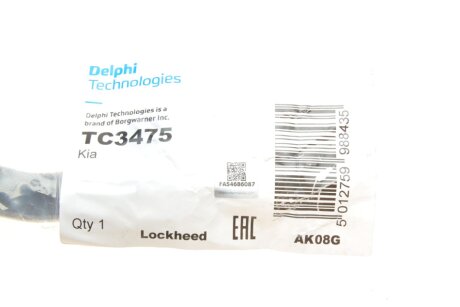 Delphi
Technologies
Delphi Technologies is a
brand of Borgwarner Inc.
TC3475
Kia
FA54686087
Qty 1
Lockheed
EAC
AK08G
5 012759 988435